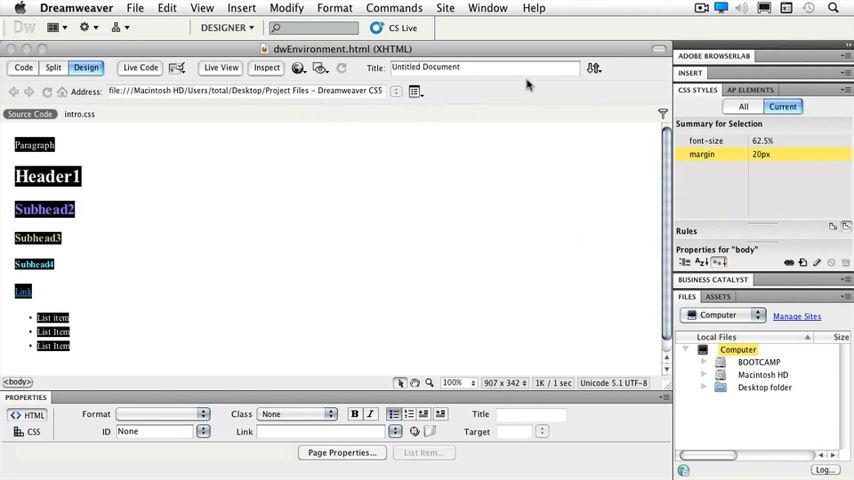 Dreamweaver File Edit View Insert Modify Format Commands Site Window Help
Dw DESIGNER CS Live
dwEnvironment.html (XHTML)
Code Split Design Live Code Live View Inspect Title: Untitled Document
Address: file:///Macintosh HD/Users/total/Desktop/Project Files – Dreamweaver CS5
Source Code intro.css
Paragraph
Header1
Subhead2
Subhead3
Subhead4
Link
• List item
• List Item
• List Item
<body> 100% 907 x 342 1K / 1 sec Unicode 5.1 UTF-8
PROPERTIES
HTML Format Class None B I Title
CSS ID None Link Target
Page Properties... List Item...
ADOBE BROWSERLAB
INSERT
CSS STYLES AP ELEMENTS
All Current
Summary for Selection
font-size 62.5%
margin 20px
Rules
Properties for "body"
BUSINESS CATALYST
FILES ASSETS
Computer Manage Sites
Local Files Size
Computer
BOOTCAMP
Macintosh HD
Desktop folder
Log...